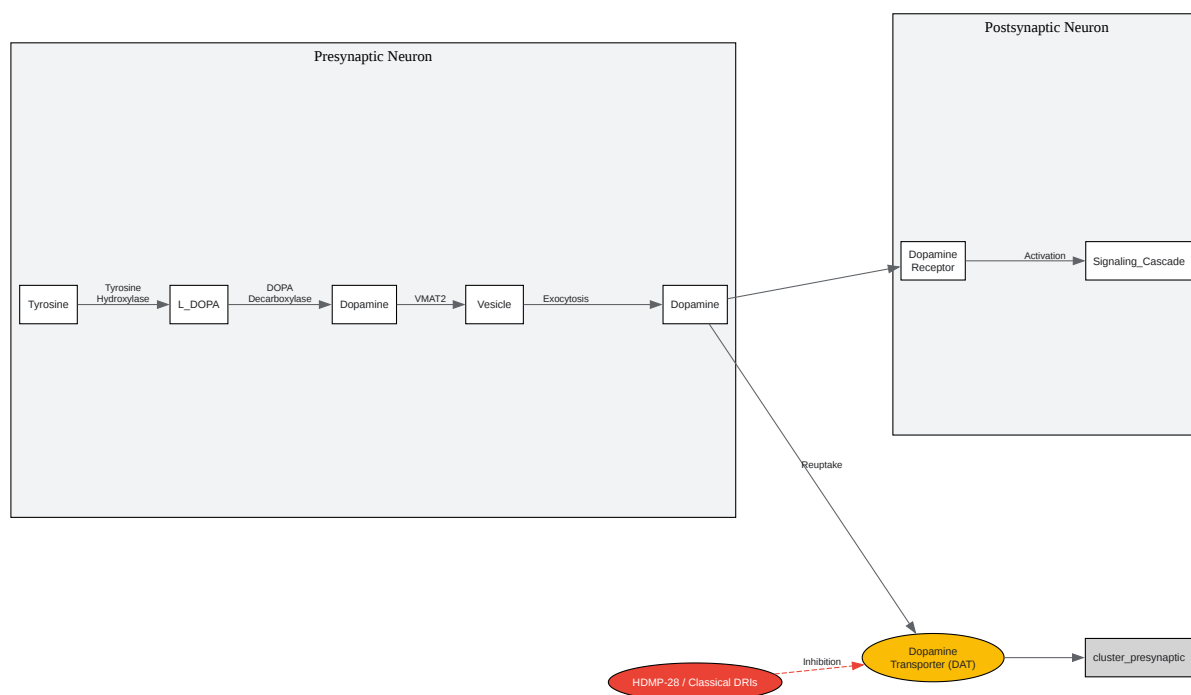 Postsynaptic Neuron
Presynaptic Neuron
Dopamine
Receptor
Activation
Signaling_Cascade
Tyrosine
Tyrosine
Hydroxylase
L_DOPA
DOPA
Decarboxylase
Dopamine
VMAT2
Vesicle
Exocytosis
Dopamine
Reuptake
Dopamine
Transporter (DAT)
cluster_presynaptic
Inhibition
HDMP-28 / Classical DRIs